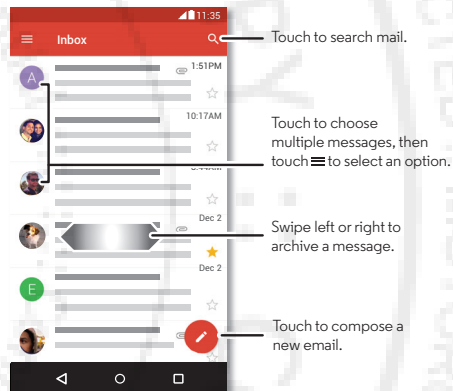 11:35
Inbox
Touch to search mail.
A
1:51PM
10:17AM
Touch to choose
multiple messages, then
touch ☰ to select an option.
Dec 2
Swipe left or right to
archive a message.
Dec 2
E
Touch to compose a
new email.